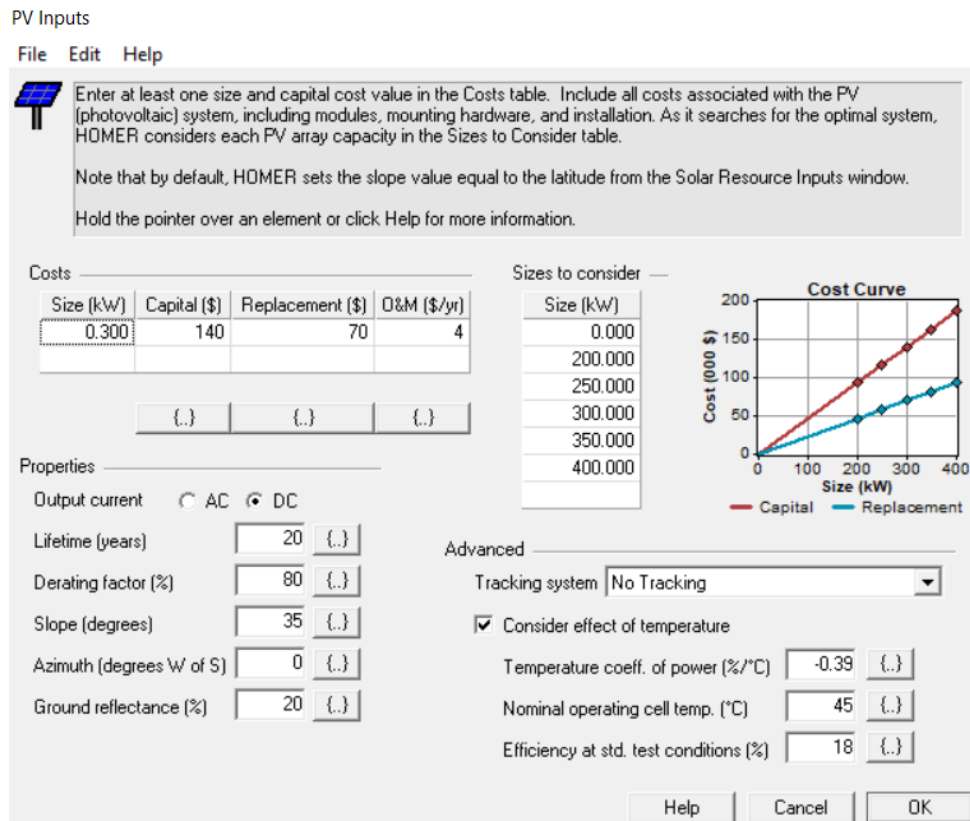 PV Inputs
File Edit Help
Enter at least one size and capital cost value in the Costs table. Include all costs associated with the PV
(photovoltaic) system, including modules, mounting hardware, and installation. As it searches for the optimal system,
HOMER considers each PV array capacity in the Sizes to Consider table.
Note that by default, HOMER sets the slope value equal to the latitude from the Solar Resource Inputs window.
Hold the pointer over an element or click Help for more information.
Costs
Size (kW) Capital ($) Replacement ($) O&M ($/yr)
0.300 140 70 4
{..} {..} {..}
Sizes to consider
Size (kW)
0.000
200.000
250.000
300.000
350.000
400.000
Cost Curve
Cost (000 $)
200
150
100
50
0
0 100 200 300 400
Size (kW)
Capital Replacement
Properties
Output current AC DC
Lifetime (years) 20 {..}
Derating factor (%) 80 {..}
Slope (degrees) 35 {..}
Azimuth (degrees W of S) 0 {..}
Ground reflectance (%) 20 {..}
Advanced
Tracking system No Tracking
Consider effect of temperature
Temperature coeff. of power (%/°C) -0.39 {..}
Nominal operating cell temp. (°C) 45 {..}
Efficiency at std. test conditions (%) 18 {..}
Help Cancel OK